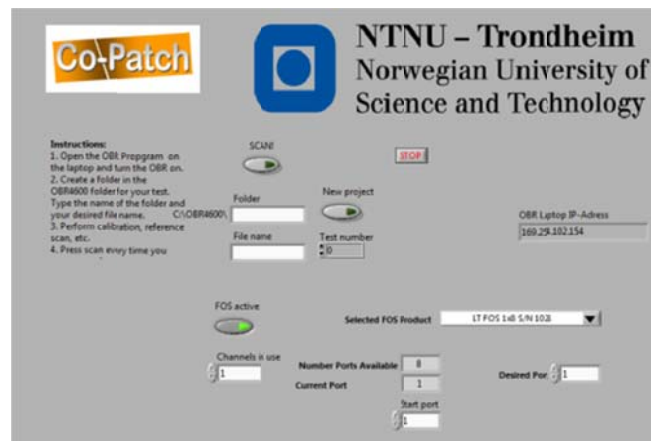 Co-Patch
NTNU – Trondheim
Norwegian University of
Science and Technology
Instructions:
1. Open the OBR Propgram on
the laptop and turn the OBR on.
2. Create a folder in the
OBR4600 folder for your test.
Type the name of the folder and
your desired file name.
3. Perform calibration, reference
scan, etc.
4. Press scan every time you
SCAN!
STOP
C:\OBR4600\
Folder
New project
File name
Test number
0
OBR Laptop IP-Adress
169.254.102.154
FOS active
Selected FOS Product
LT FOS 1x8 S/N
Channels in use
1
Number Ports Available
8
Current Port
1
Desired Por
1
Start port
1